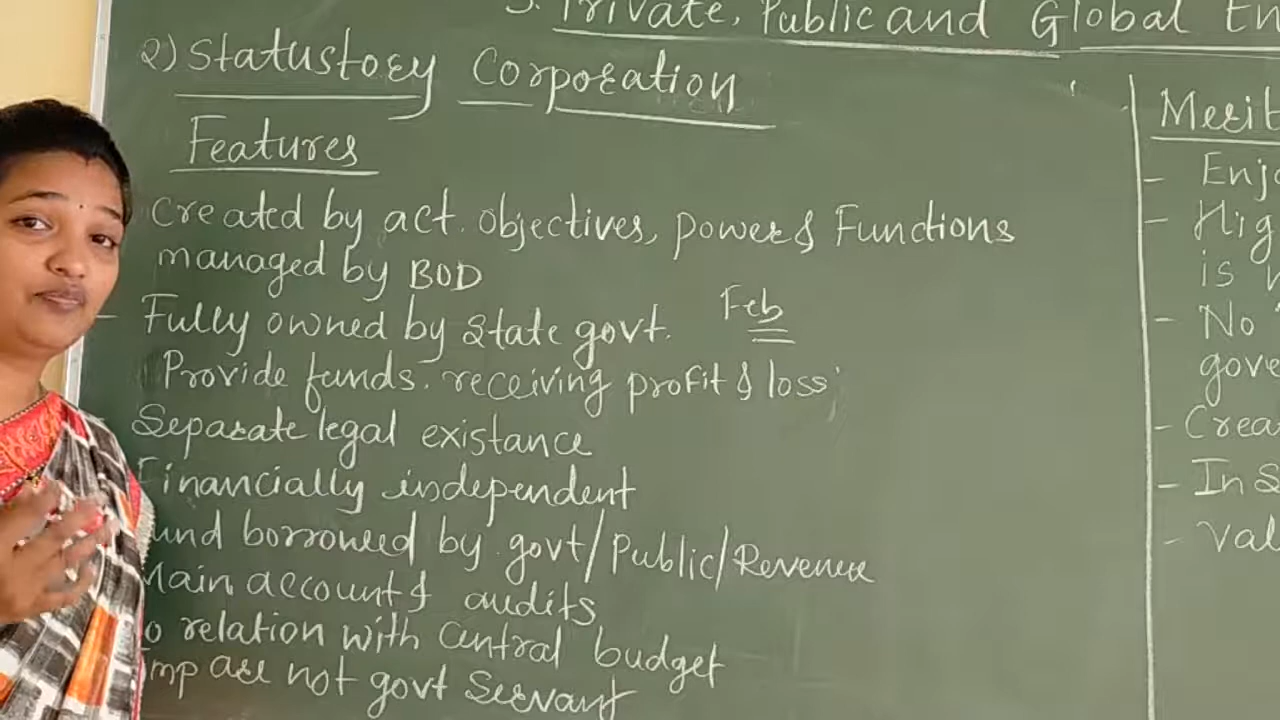 3. Private, Public and Global En
2) Statustory Corporation
Features
Created by act. objectives, power & Functions
managed by BOD
- Fully owned by State govt. Feb
Provide funds. receiving profit & loss
Separate legal existance
Financially independent
und borrowed by govt/Public/Revenue
Main account & audits
o relation with Central budget
mp are not govt Servant
Merit
- Enjo
- Hig
is
- No
gove
- Crea
- In S
- Val